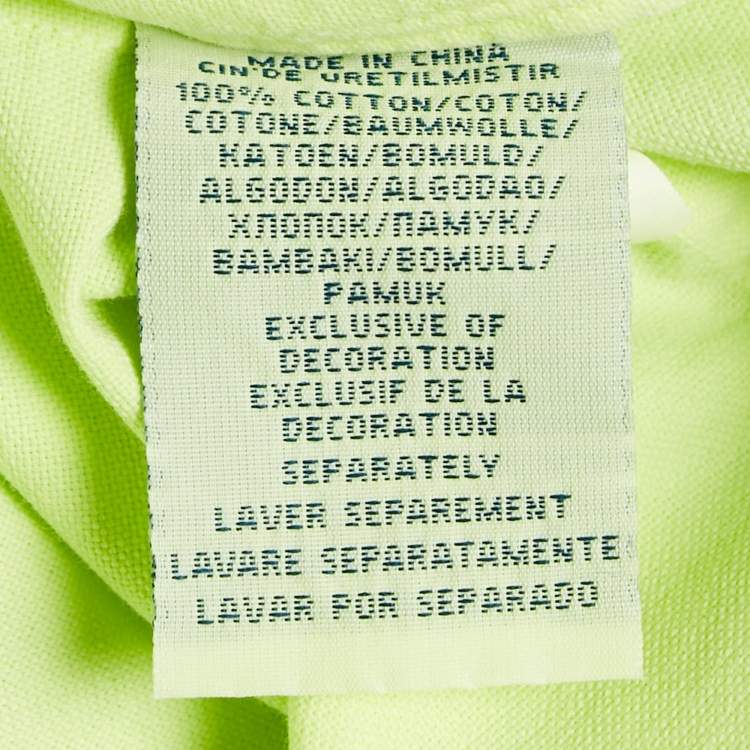 MADE IN CHINA
CIN'DE URETILMISTIR
100% COTTON/COTON/
COTONE/BAUMWOLLE/
KATOEN/BOMULD/
ALGODON/ALGODAO/
ХЛОПОК/ПАМУК/
BAMBAKI/BOMULL/
PAMUK
EXCLUSIVE OF
DECORATION
EXCLUSIF DE LA
DECORATION
SEPARATELY
LAVER SEPAREMENT
LAVARE SEPARATAMENTE
LAVAR POR SEPARADO